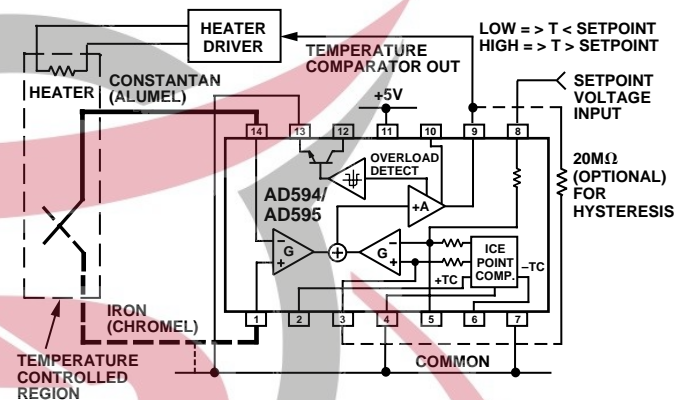 HEATER
DRIVER
LOW = > T < SETPOINT
HIGH = > T > SETPOINT
TEMPERATURE
COMPARATOR OUT
HEATER
CONSTANTAN
(ALUMEL)
+5V
SETPOINT
VOLTAGE
INPUT
14
13
12
11
10
9
8
20MΩ
(OPTIONAL)
FOR
HYSTERESIS
OVERLOAD
DETECT
AD594/
AD595
+A
–
G
+
–
G
+
ICE
POINT
COMP.
+TC
–TC
IRON
(CHROMEL)
1
2
3
4
5
6
7
COMMON
TEMPERATURE
CONTROLLED
REGION